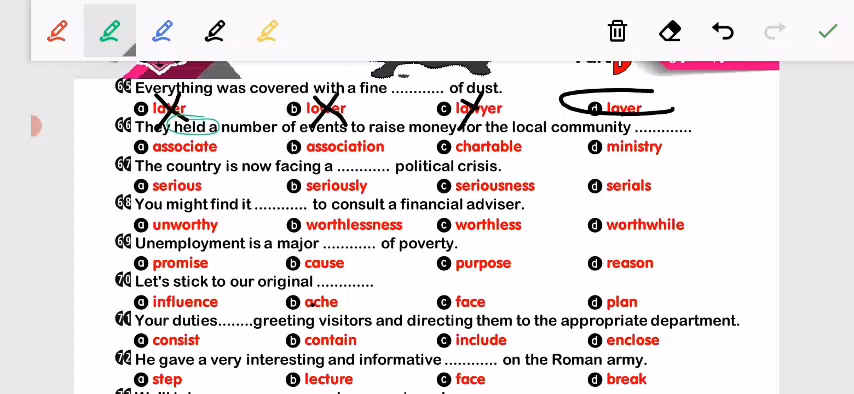 65 Everything was covered with a fine ............ of dust.
a later b lower c lawyer d layer
66 They held a number of events to raise money for the local community .............
a associate b association c chartable d ministry
67 The country is now facing a ............ political crisis.
a serious b seriously c seriousness d serials
68 You might find it ............ to consult a financial adviser.
a unworthy b worthlessness c worthless d worthwhile
69 Unemployment is a major ............ of poverty.
a promise b cause c purpose d reason
70 Let's stick to our original .............
a influence b ache c face d plan
71 Your duties........greeting visitors and directing them to the appropriate department.
a consist b contain c include d enclose
72 He gave a very interesting and informative ............ on the Roman army.
a step b lecture c face d break